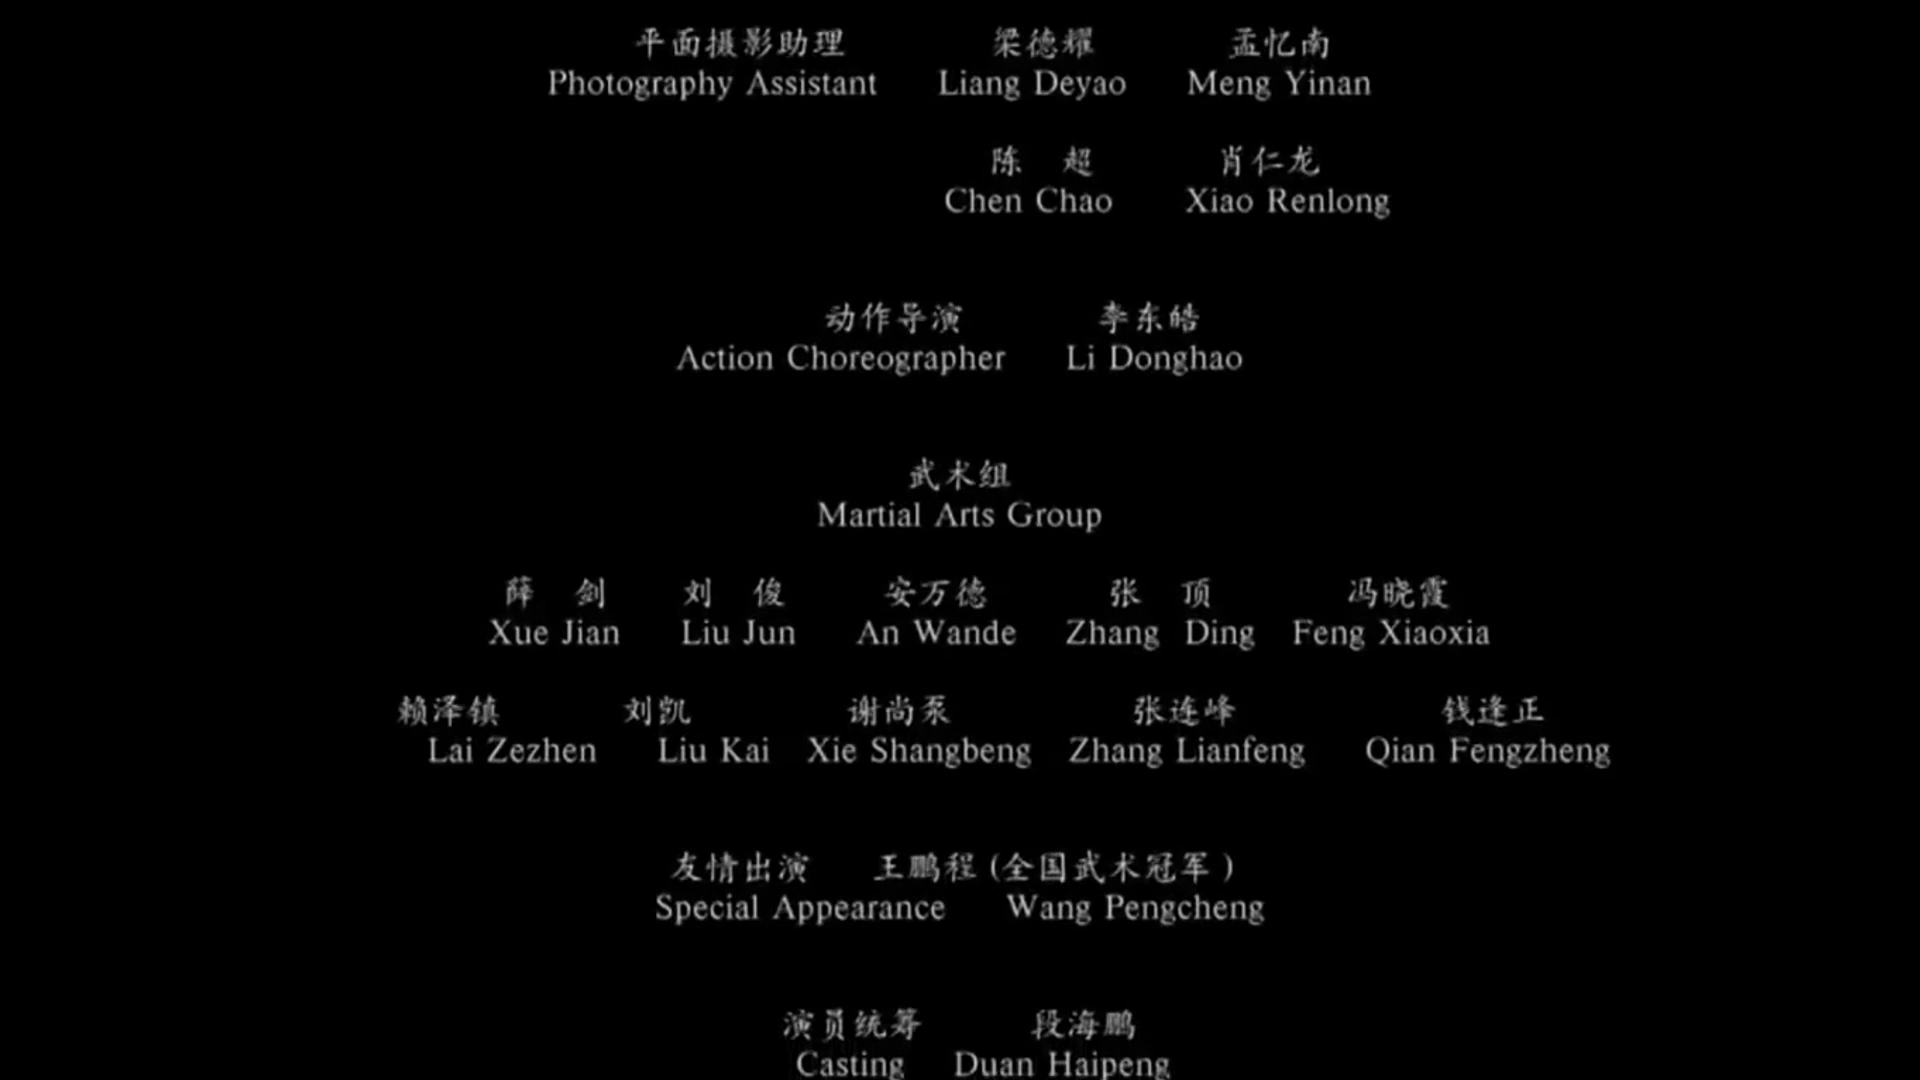 平面摄影助理 梁德耀 孟忆南
Photography Assistant Liang Deyao Meng Yinan
陈 超 肖仁龙
Chen Chao Xiao Renlong
动作导演 李东皓
Action Choreographer Li Donghao
武术组
Martial Arts Group
薛 剑 刘 俊 安万德 张 顶 冯晓霞
Xue Jian Liu Jun An Wande Zhang Ding Feng Xiaoxia
赖泽镇 刘凯 谢尚泵 张连峰 钱逢正
Lai Zezhen Liu Kai Xie Shangbeng Zhang Lianfeng Qian Fengzheng
友情出演 王鹏程 (全国武术冠军)
Special Appearance Wang Pengcheng
演员统筹 段海鹏
Casting Duan Haipeng